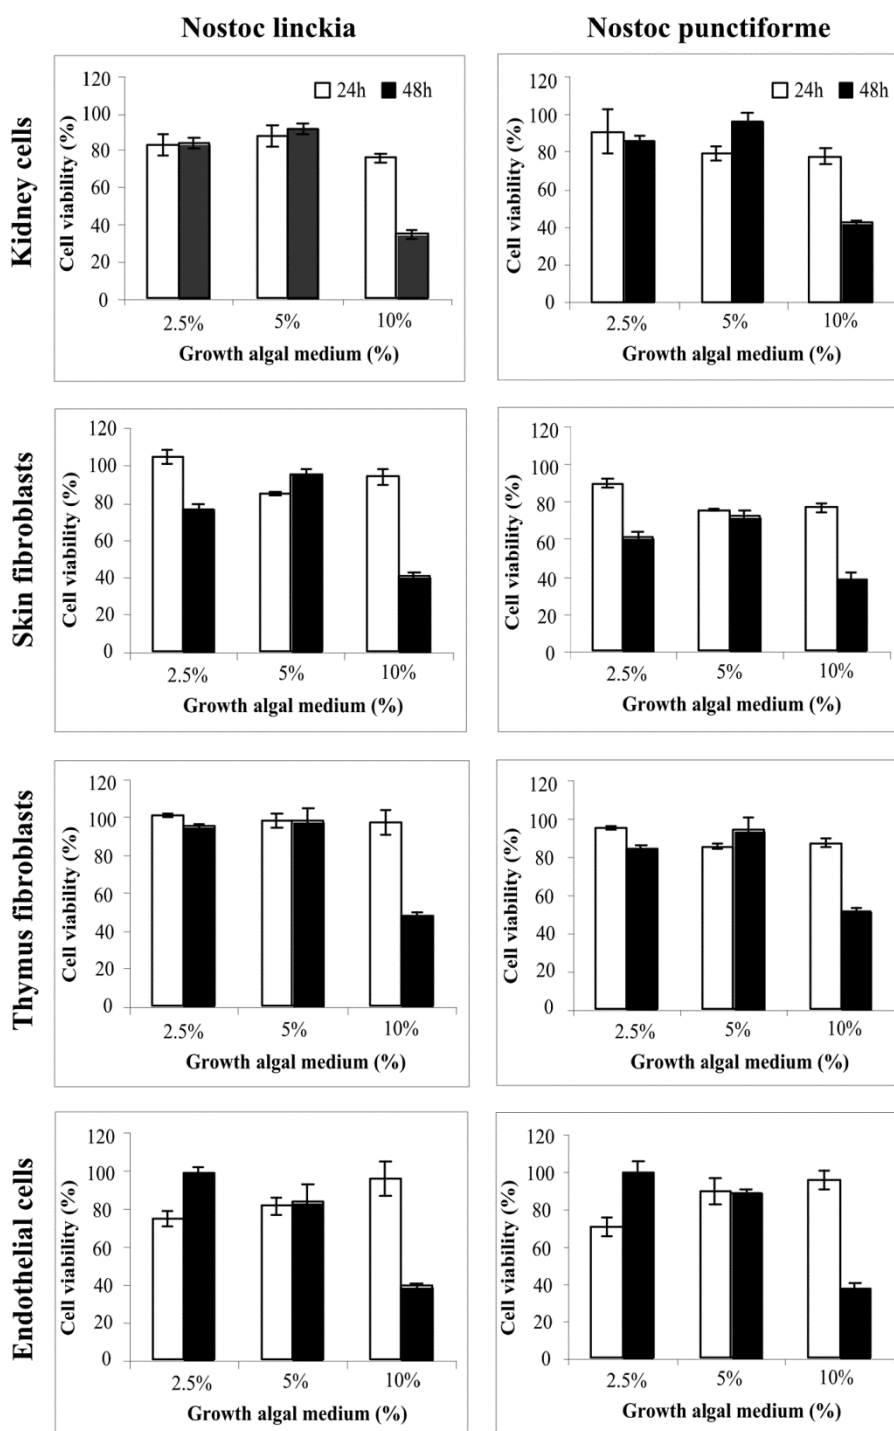 Nostoc linckia
Nostoc punctiforme
Kidney cells
Cell viability (%)
120
100
80
60
40
20
0
24h 48h
2.5% 5% 10%
Growth algal medium (%)
Cell viability (%)
120
100
80
60
40
20
0
24h 48h
2.5% 5% 10%
Growth algal medium (%)
Skin fibroblasts
Cell viability (%)
120
100
80
60
40
20
0
2.5% 5% 10%
Growth algal medium (%)
Cell viability (%)
120
100
80
60
40
20
0
2.5% 5% 10%
Growth algal medium (%)
Thymus fibroblasts
Cell viability (%)
120
100
80
60
40
20
0
2.5% 5% 10%
Growth algal medium (%)
Cell viability (%)
120
100
80
60
40
20
0
2.5% 5% 10%
Growth algal medium (%)
Endothelial cells
Cell viability (%)
120
100
80
60
40
20
0
2.5% 5% 10%
Growth algal medium (%)
Cell viability (%)
120
100
80
60
40
20
0
2.5% 5% 10%
Growth algal medium (%)